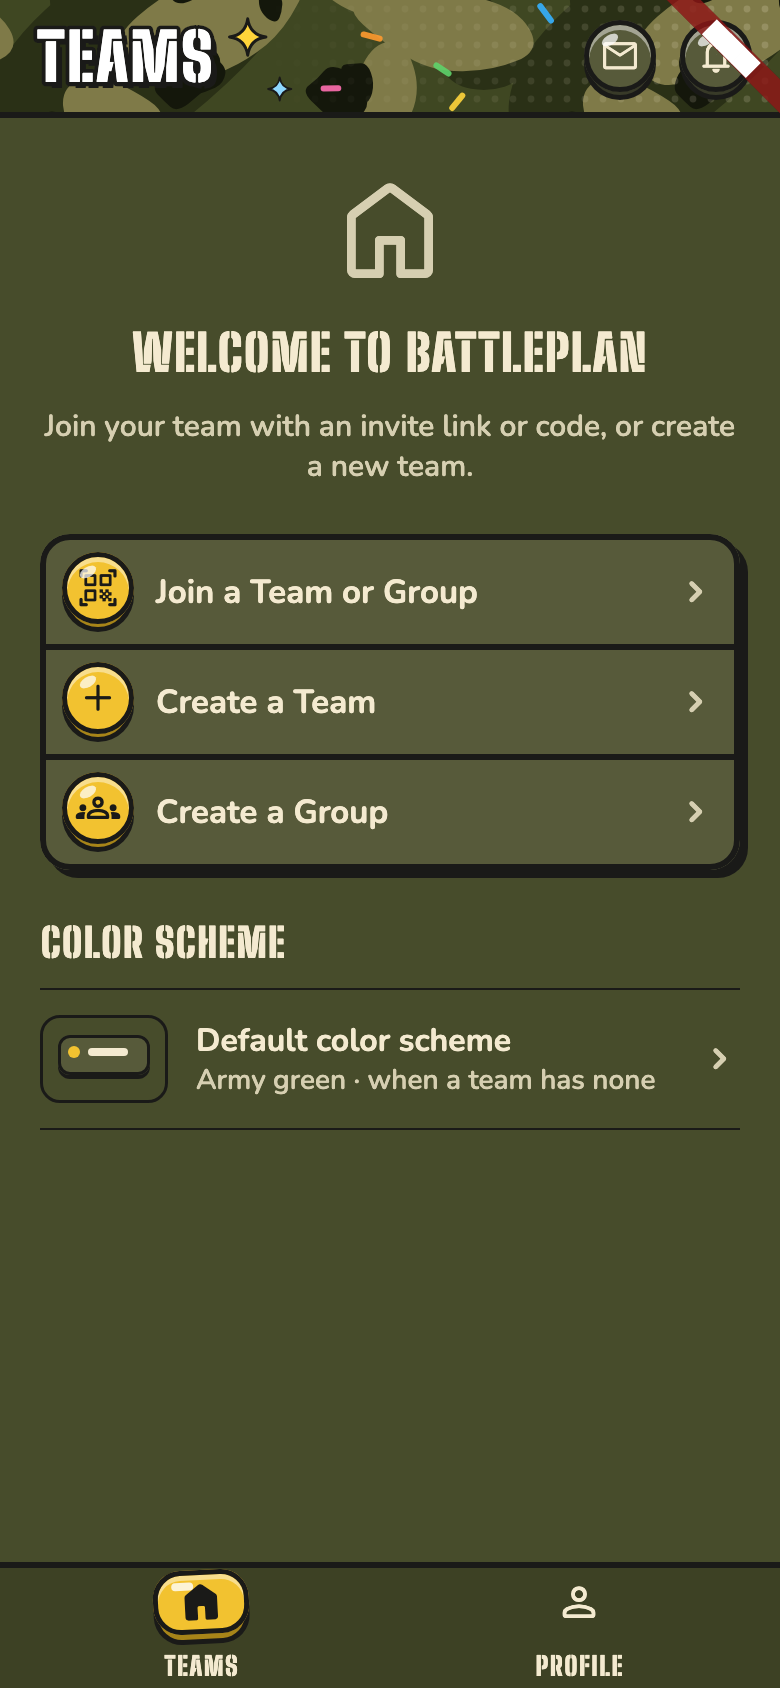 TEAMS
WELCOME TO BATTLEPLAN
Join your team with an invite link or code, or create
a new team.
Join a Team or Group
Create a Team
Create a Group
COLOR SCHEME
Default color scheme
Army green · when a team has none
TEAMS
PROFILE